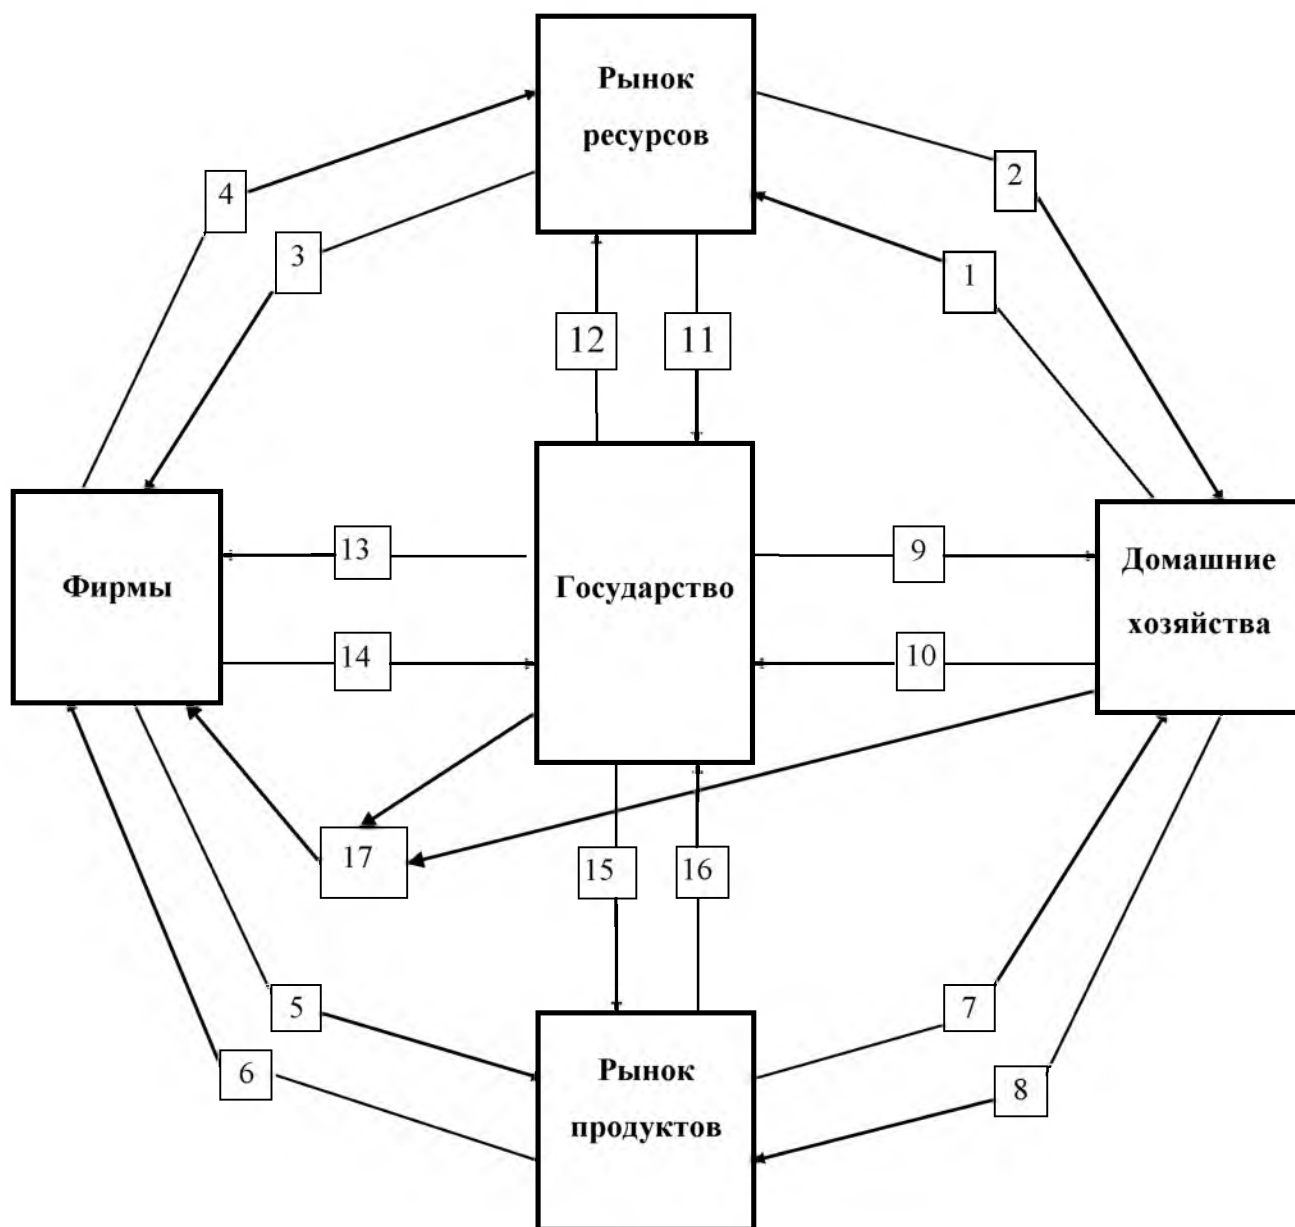 Рынок
ресурсов
4
2
3
1
12
11
13
9
Фирмы
Государство
Домашние
хозяйства
14
10
17
15
16
5
7
6
8
Рынок
продуктов